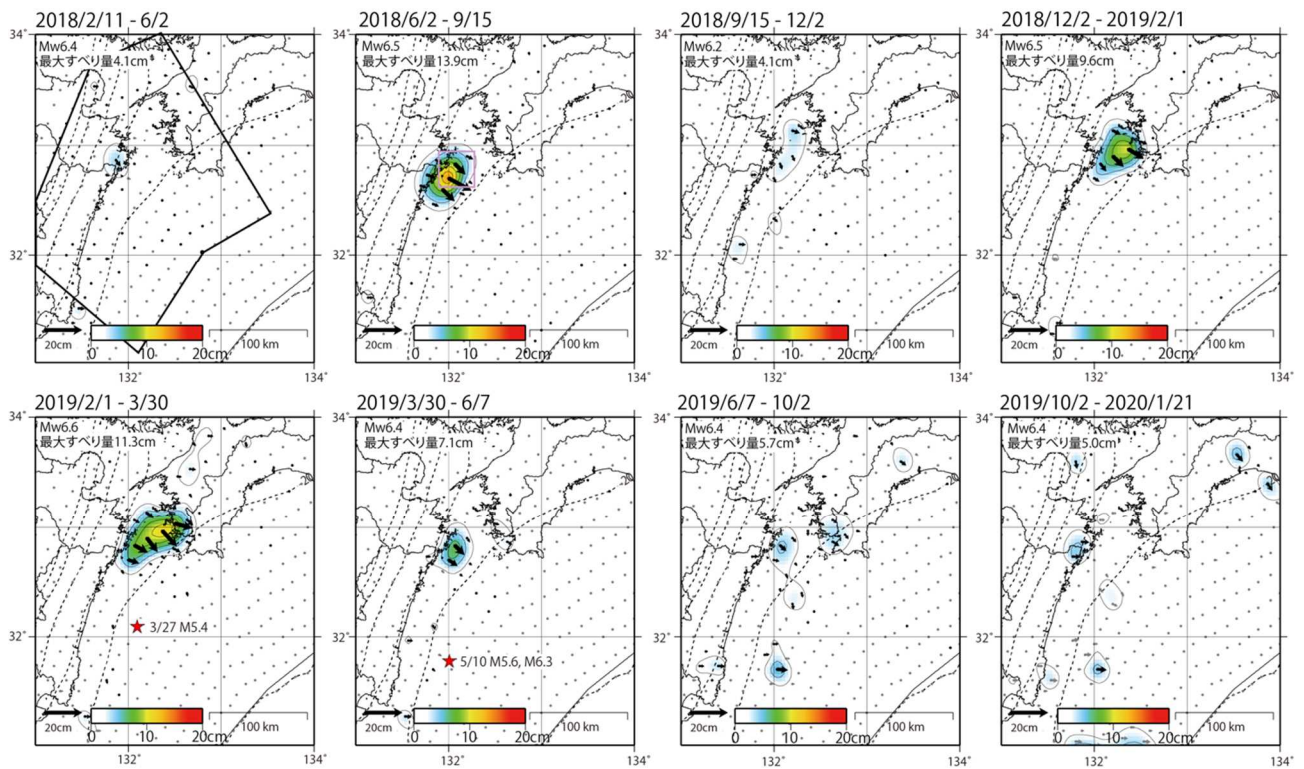 2018/2/11 - 6/2
34°
Mw6.4
最大すべり量4.1cm
32°
20cm
0 10 20cm
100 km
132°
134°
2018/6/2 - 9/15
Mw6.5
最大すべり量13.9cm
20cm
0 10 20cm
100 km
132°
134°
2018/9/15 - 12/2
34°
Mw6.2
最大すべり量4.1cm
32°
20cm
0 10 20cm
100 km
132°
134°
2018/12/2 - 2019/2/1
34°
Mw6.5
最大すべり量9.6cm
32°
20cm
0 10 20cm
100 km
132°
134°
2019/2/1 - 3/30
34°
Mw6.6
最大すべり量11.3cm
32°
3/27 M5.4
20cm
0 10 20cm
100 km
132°
134°
2019/3/30 - 6/7
34°
Mw6.4
最大すべり量7.1cm
32°
5/10 M5.6, M6.3
20cm
0 10 20cm
100 km
132°
134°
2019/6/7 - 10/2
34°
Mw6.4
最大すべり量5.7cm
32°
20cm
0 10 20cm
100 km
132°
134°
2019/10/2 - 2020/1/21
34°
Mw6.4
最大すべり量5.0cm
32°
20cm
0 10 20cm
100 km
132°
134°